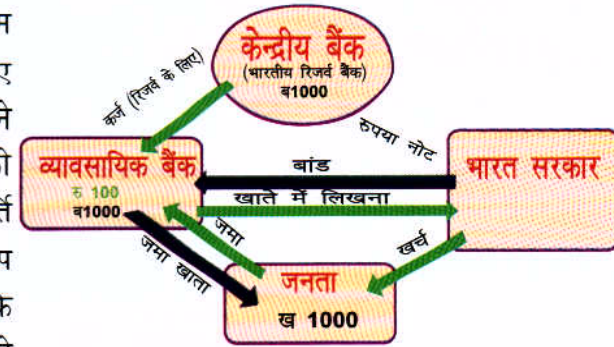 केन्द्रीय बैंक
(भारतीय रिजर्व बैंक)
ब1000
कर्ज (रिजर्व के लिए)
रुपया नोट
व्यावसायिक बैंक
रु 100
ब1000
बांड
खाते में लिखना
भारत सरकार
जमा
जमा खाता
खर्च
जनता
ख 1000